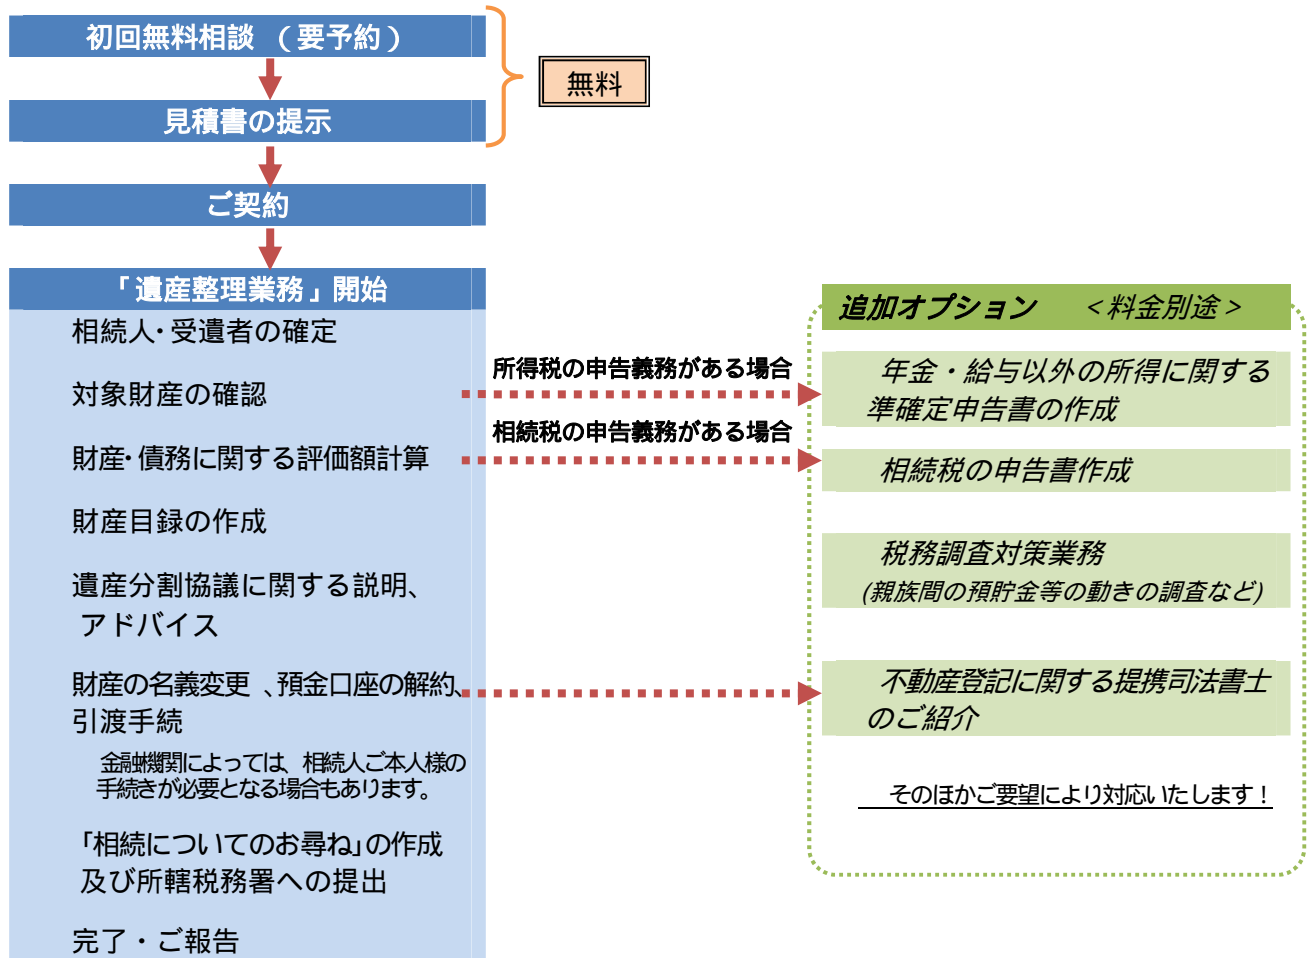 初回無料相談 （要予約）
無料
見積書の提示
ご契約
「遺産整理業務」開始
相続人・受遺者の確定
対象財産の確認
財産・債務に関する評価額計算
財産目録の作成
遺産分割協議に関する説明、
アドバイス
財産の名義変更 、預金口座の解約、
引渡手続
金融機関によっては、相続人ご本人様の
手続きが必要となる場合もあります。
「相続についてのお尋ね」の作成
及び所轄税務署への提出
完了・ご報告
所得税の申告義務がある場合
相続税の申告義務がある場合
追加オプション ＜料金別途＞
年金・給与以外の所得に関する
準確定申告書の作成
相続税の申告書作成
税務調査対策業務
(親族間の預貯金等の動きの調査など)
不動産登記に関する提携司法書士
のご紹介
そのほかご要望により対応いたします！